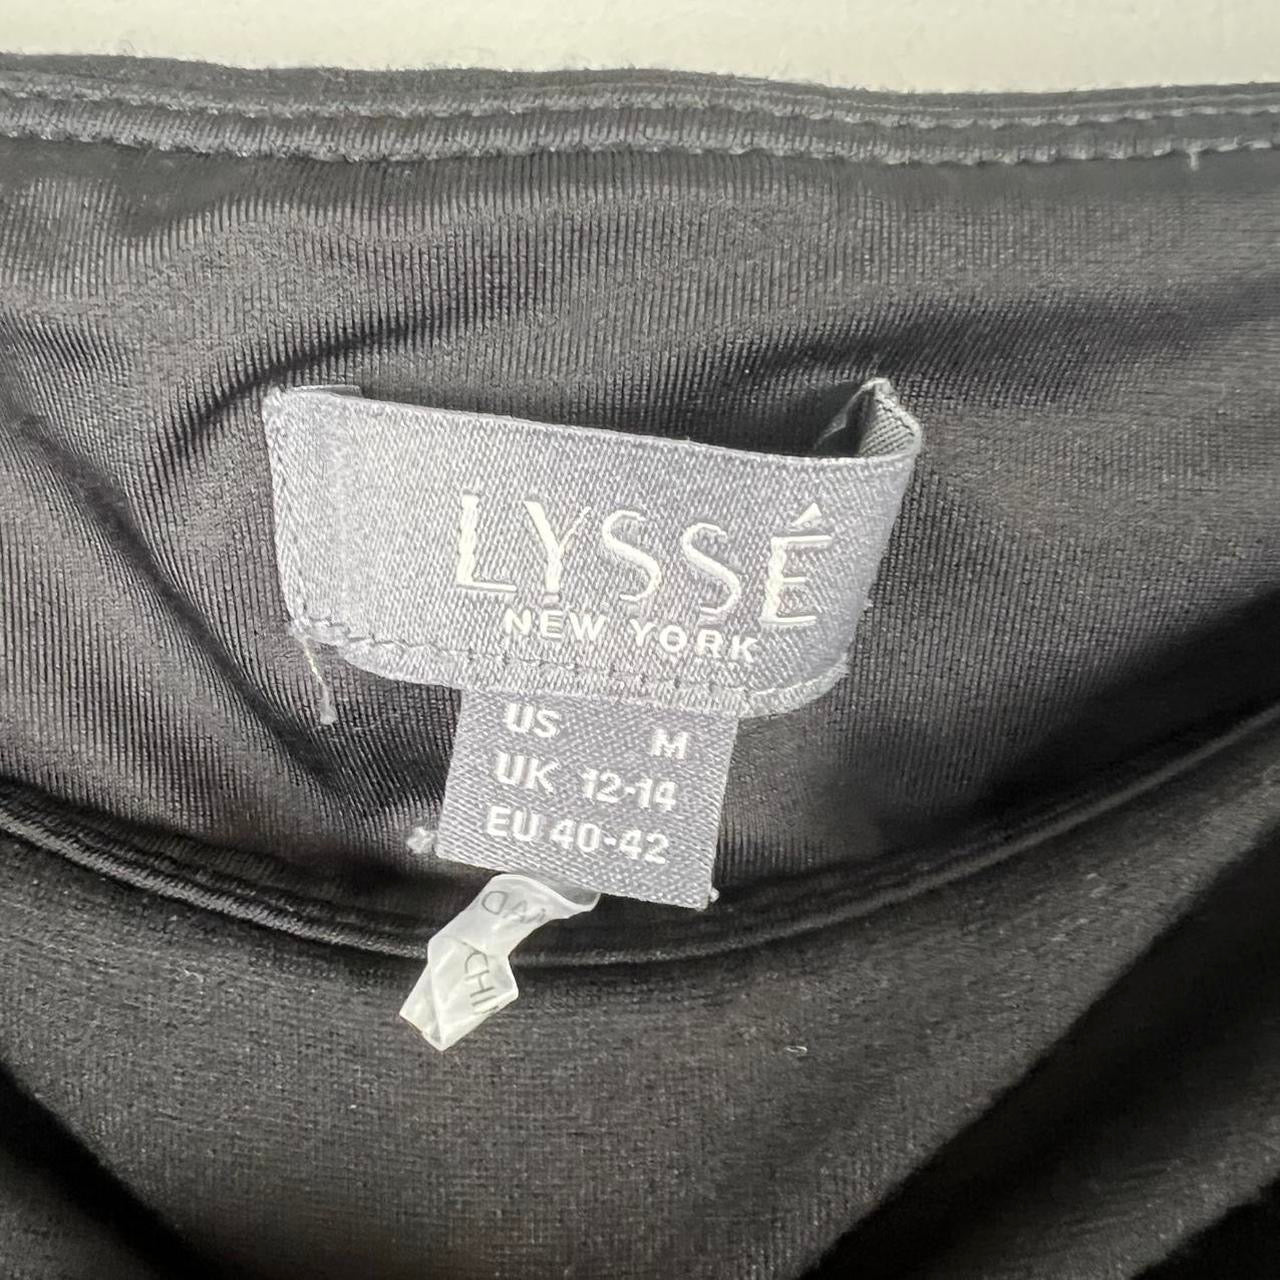 LYSSÉ
NEW YORK
US M
UK 12-14
EU 40-42